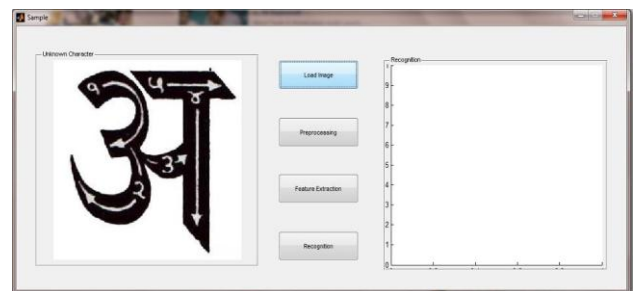 Sample
Unknown Character
अ
१
२
३
४
५
Load Image
Preprocessing
Feature Extraction
Recognition
Recognition
1
9
8
7
6
5
4
3
2
1
0